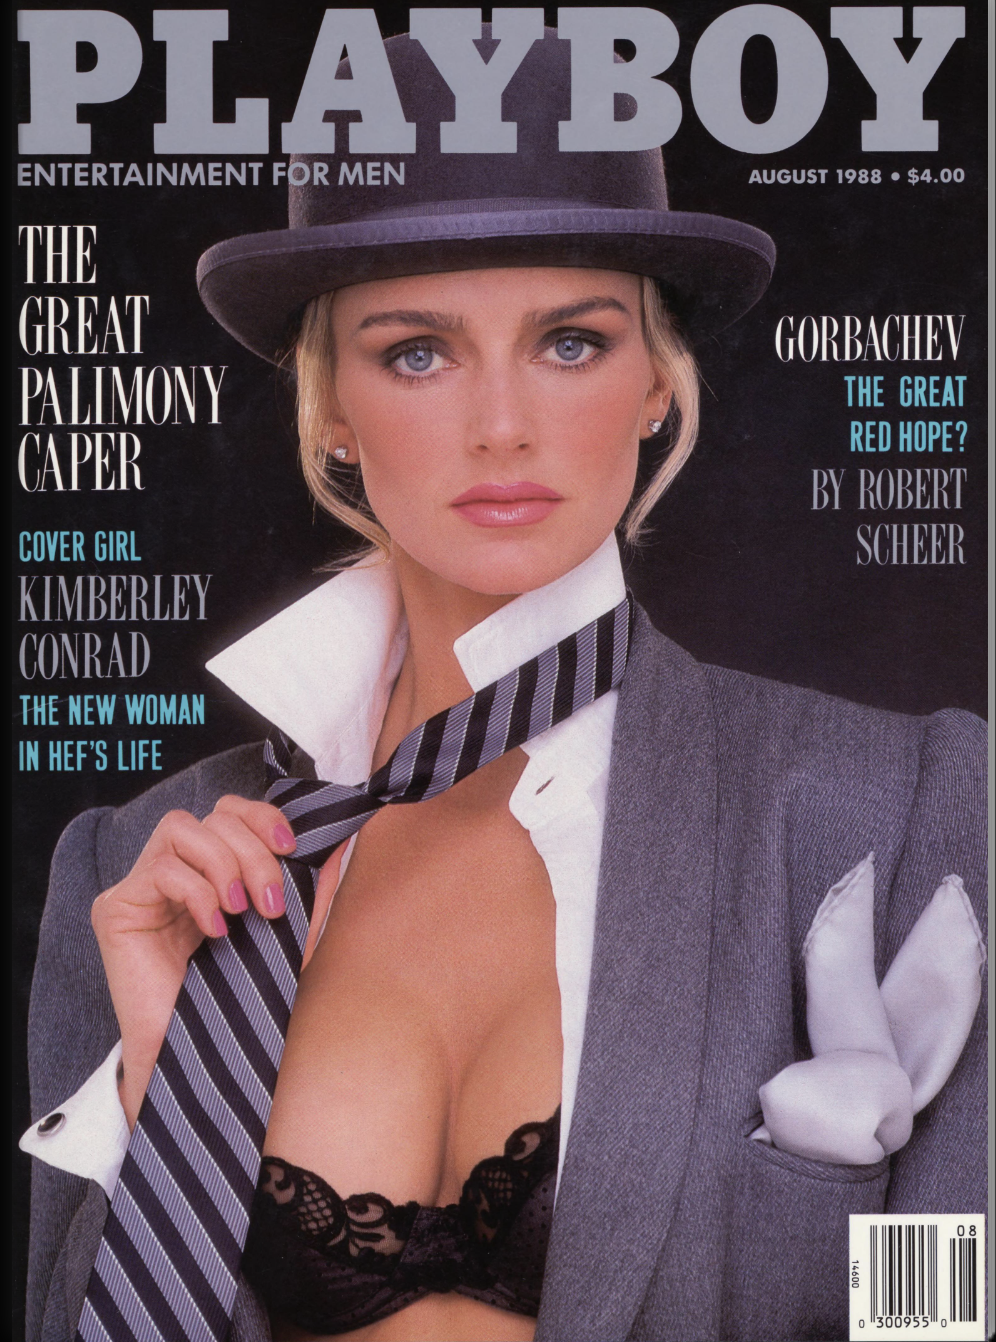 PLAYBOY
ENTERTAINMENT FOR MEN
AUGUST 1988 • $4.00
THE
GREAT
PALIMONY
CAPER
COVER GIRL
KIMBERLEY
CONRAD
THE NEW WOMAN
IN HEF'S LIFE
GORBACHEV
THE GREAT
RED HOPE?
BY ROBERT
SCHEER
08
14600
0 300955 0